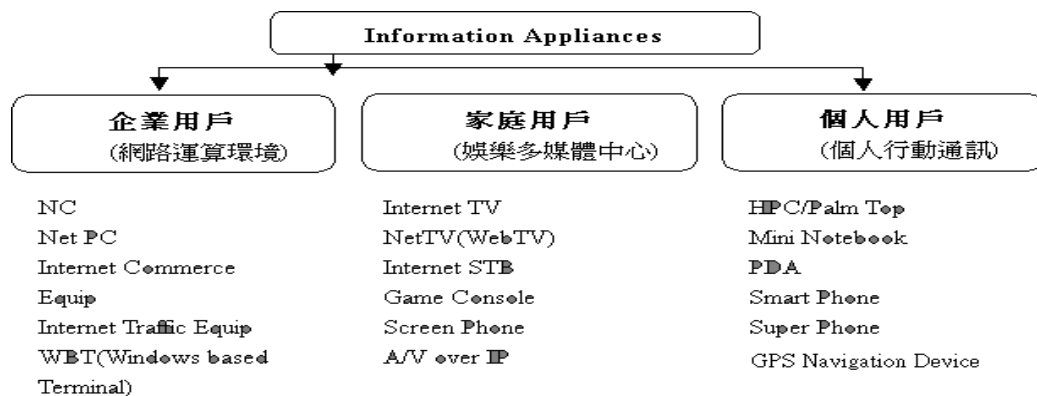 Information Appliances
企業用戶
(網路運算環境)
NC
Net PC
Internet Commerce
Equip
Internet Traffic Equip
WBT(Windows based
Terminal)
家庭用戶
(娛樂多媒體中心)
Internet TV
NetTV(WebTV)
Internet STB
Game Console
Screen Phone
A/V over IP
個人用戶
(個人行動通訊)
HPC/Palm Top
Mini Notebook
PDA
Smart Phone
Super Phone
GPS Navigation Device